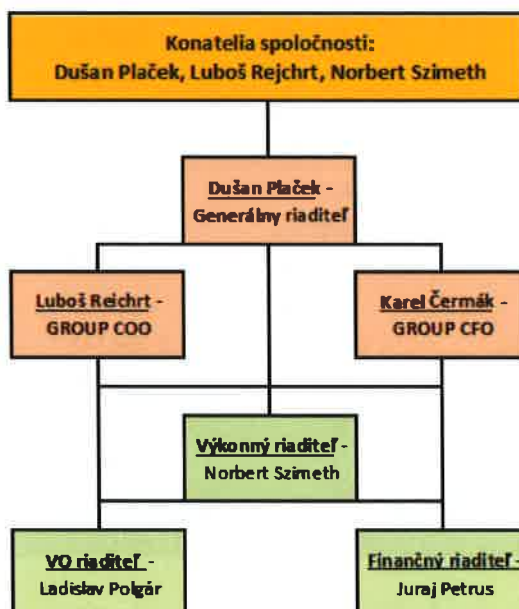 Konatelia spoločnosti:
Dušan Plaček, Luboš Rejchrt, Norbert Szimeth
Dušan Plaček -
Generálny riaditeľ
Luboš Rejchrt -
GROUP COO
Karel Čermák -
GROUP CFO
Výkonný riaditeľ -
Norbert Szimeth
VO riaditeľ -
Ladislav Polgár
Finančný riaditeľ -
Juraj Petrus